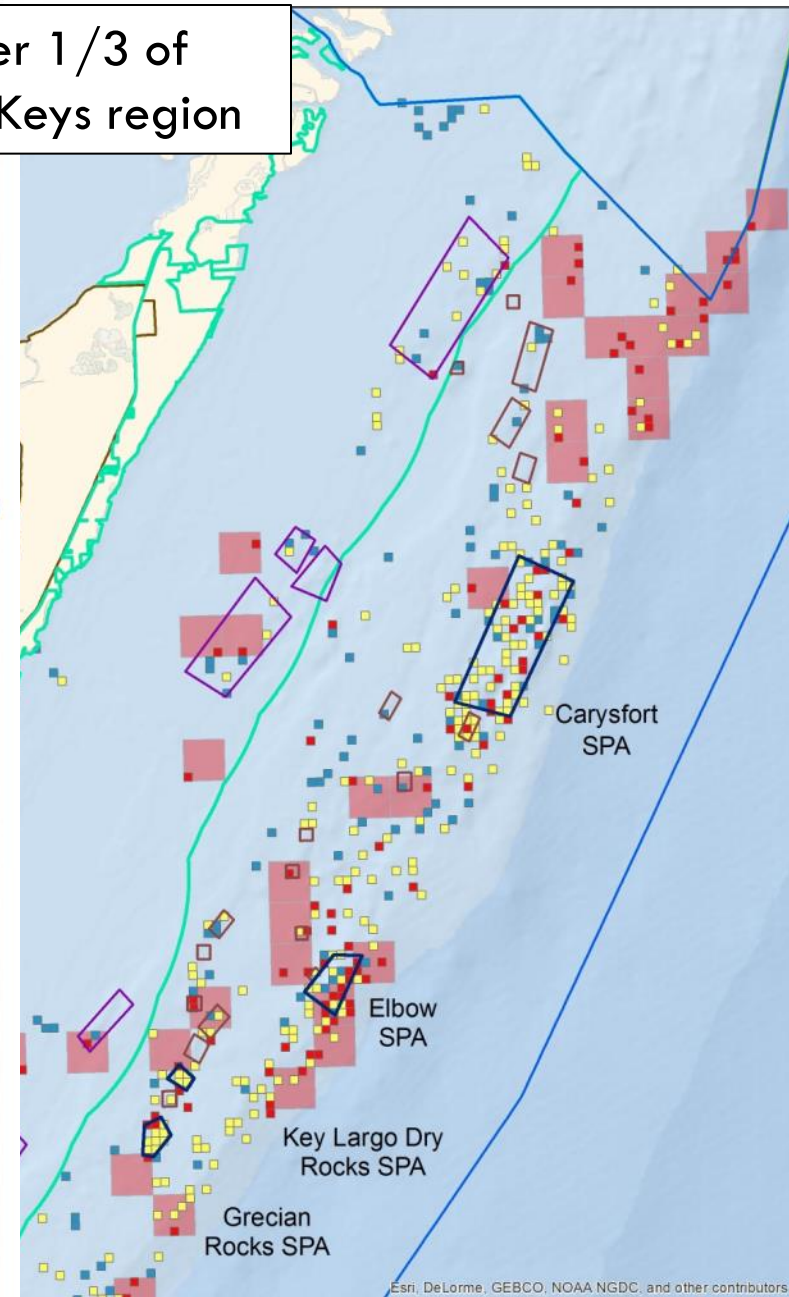 er 1/3 of
Keys region
Carysfort
SPA
Elbow
SPA
Key Largo Dry
Rocks SPA
Grecian
Rocks SPA
Esri, DeLorme, GEBCO, NOAA NGDC, and other contributors